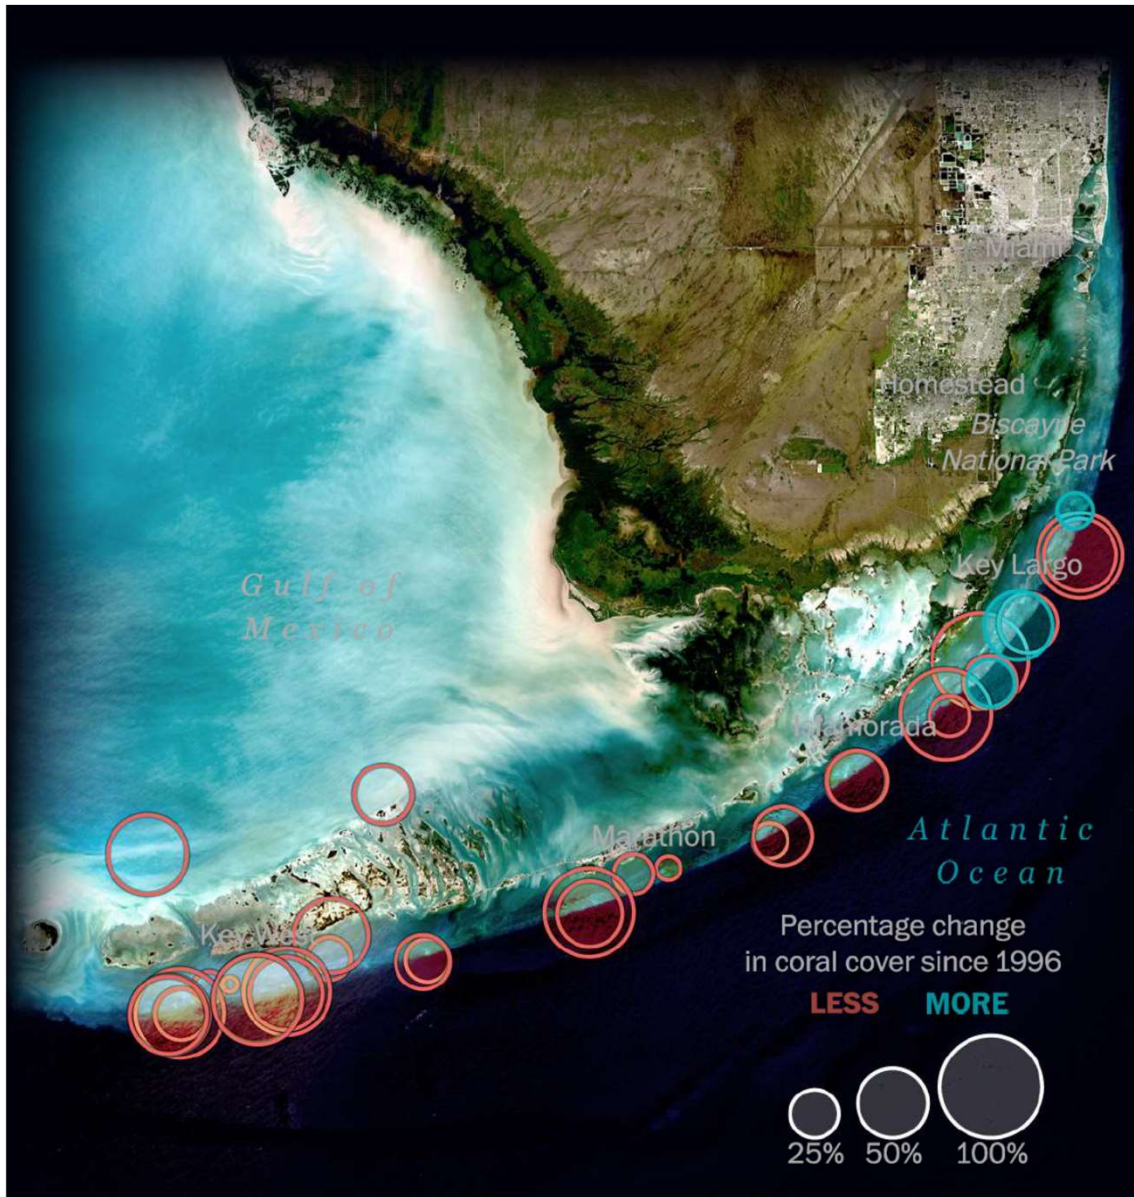 Miami
Homestead
Biscayne
National Park
Key Largo
Gulf of
Mexico
Islamorada
Marathon
Atlantic
Ocean
Key West
Percentage change
in coral cover since 1996
LESS MORE
25% 50% 100%